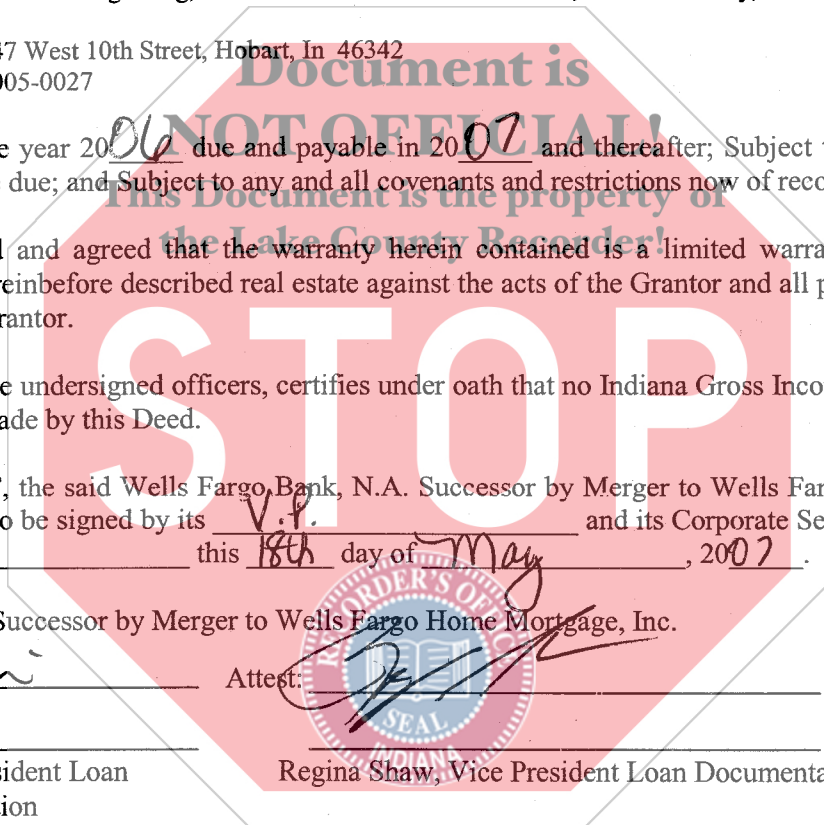 47 West 10th Street, Hobart, In 46342
005-0027
Document is
NOT OFFICIAL!
This Document is the property of
the Lake County Recorder!
e year 2006 due and payable in 2007 and thereafter; Subject
due; and Subject to any and all covenants and restrictions now of reco
d and agreed that the warranty herein contained is a limited warra
einbefore described real estate against the acts of the Grantor and all p
rantor.
STOP
e undersigned officers, certifies under oath that no Indiana Gross Inco
ade by this Deed.
, the said Wells Fargo Bank, N.A. Successor by Merger to Wells Far
o be signed by its V.P. and its Corporate Se
this 18th day of May, 2007.
Successor by Merger to Wells Fargo Home Mortgage, Inc.
Attest:
RECORDER'S OFFIC
SEAL
INDIANA
sident Loan
Regina Shaw, Vice President Loan Documenta
ion